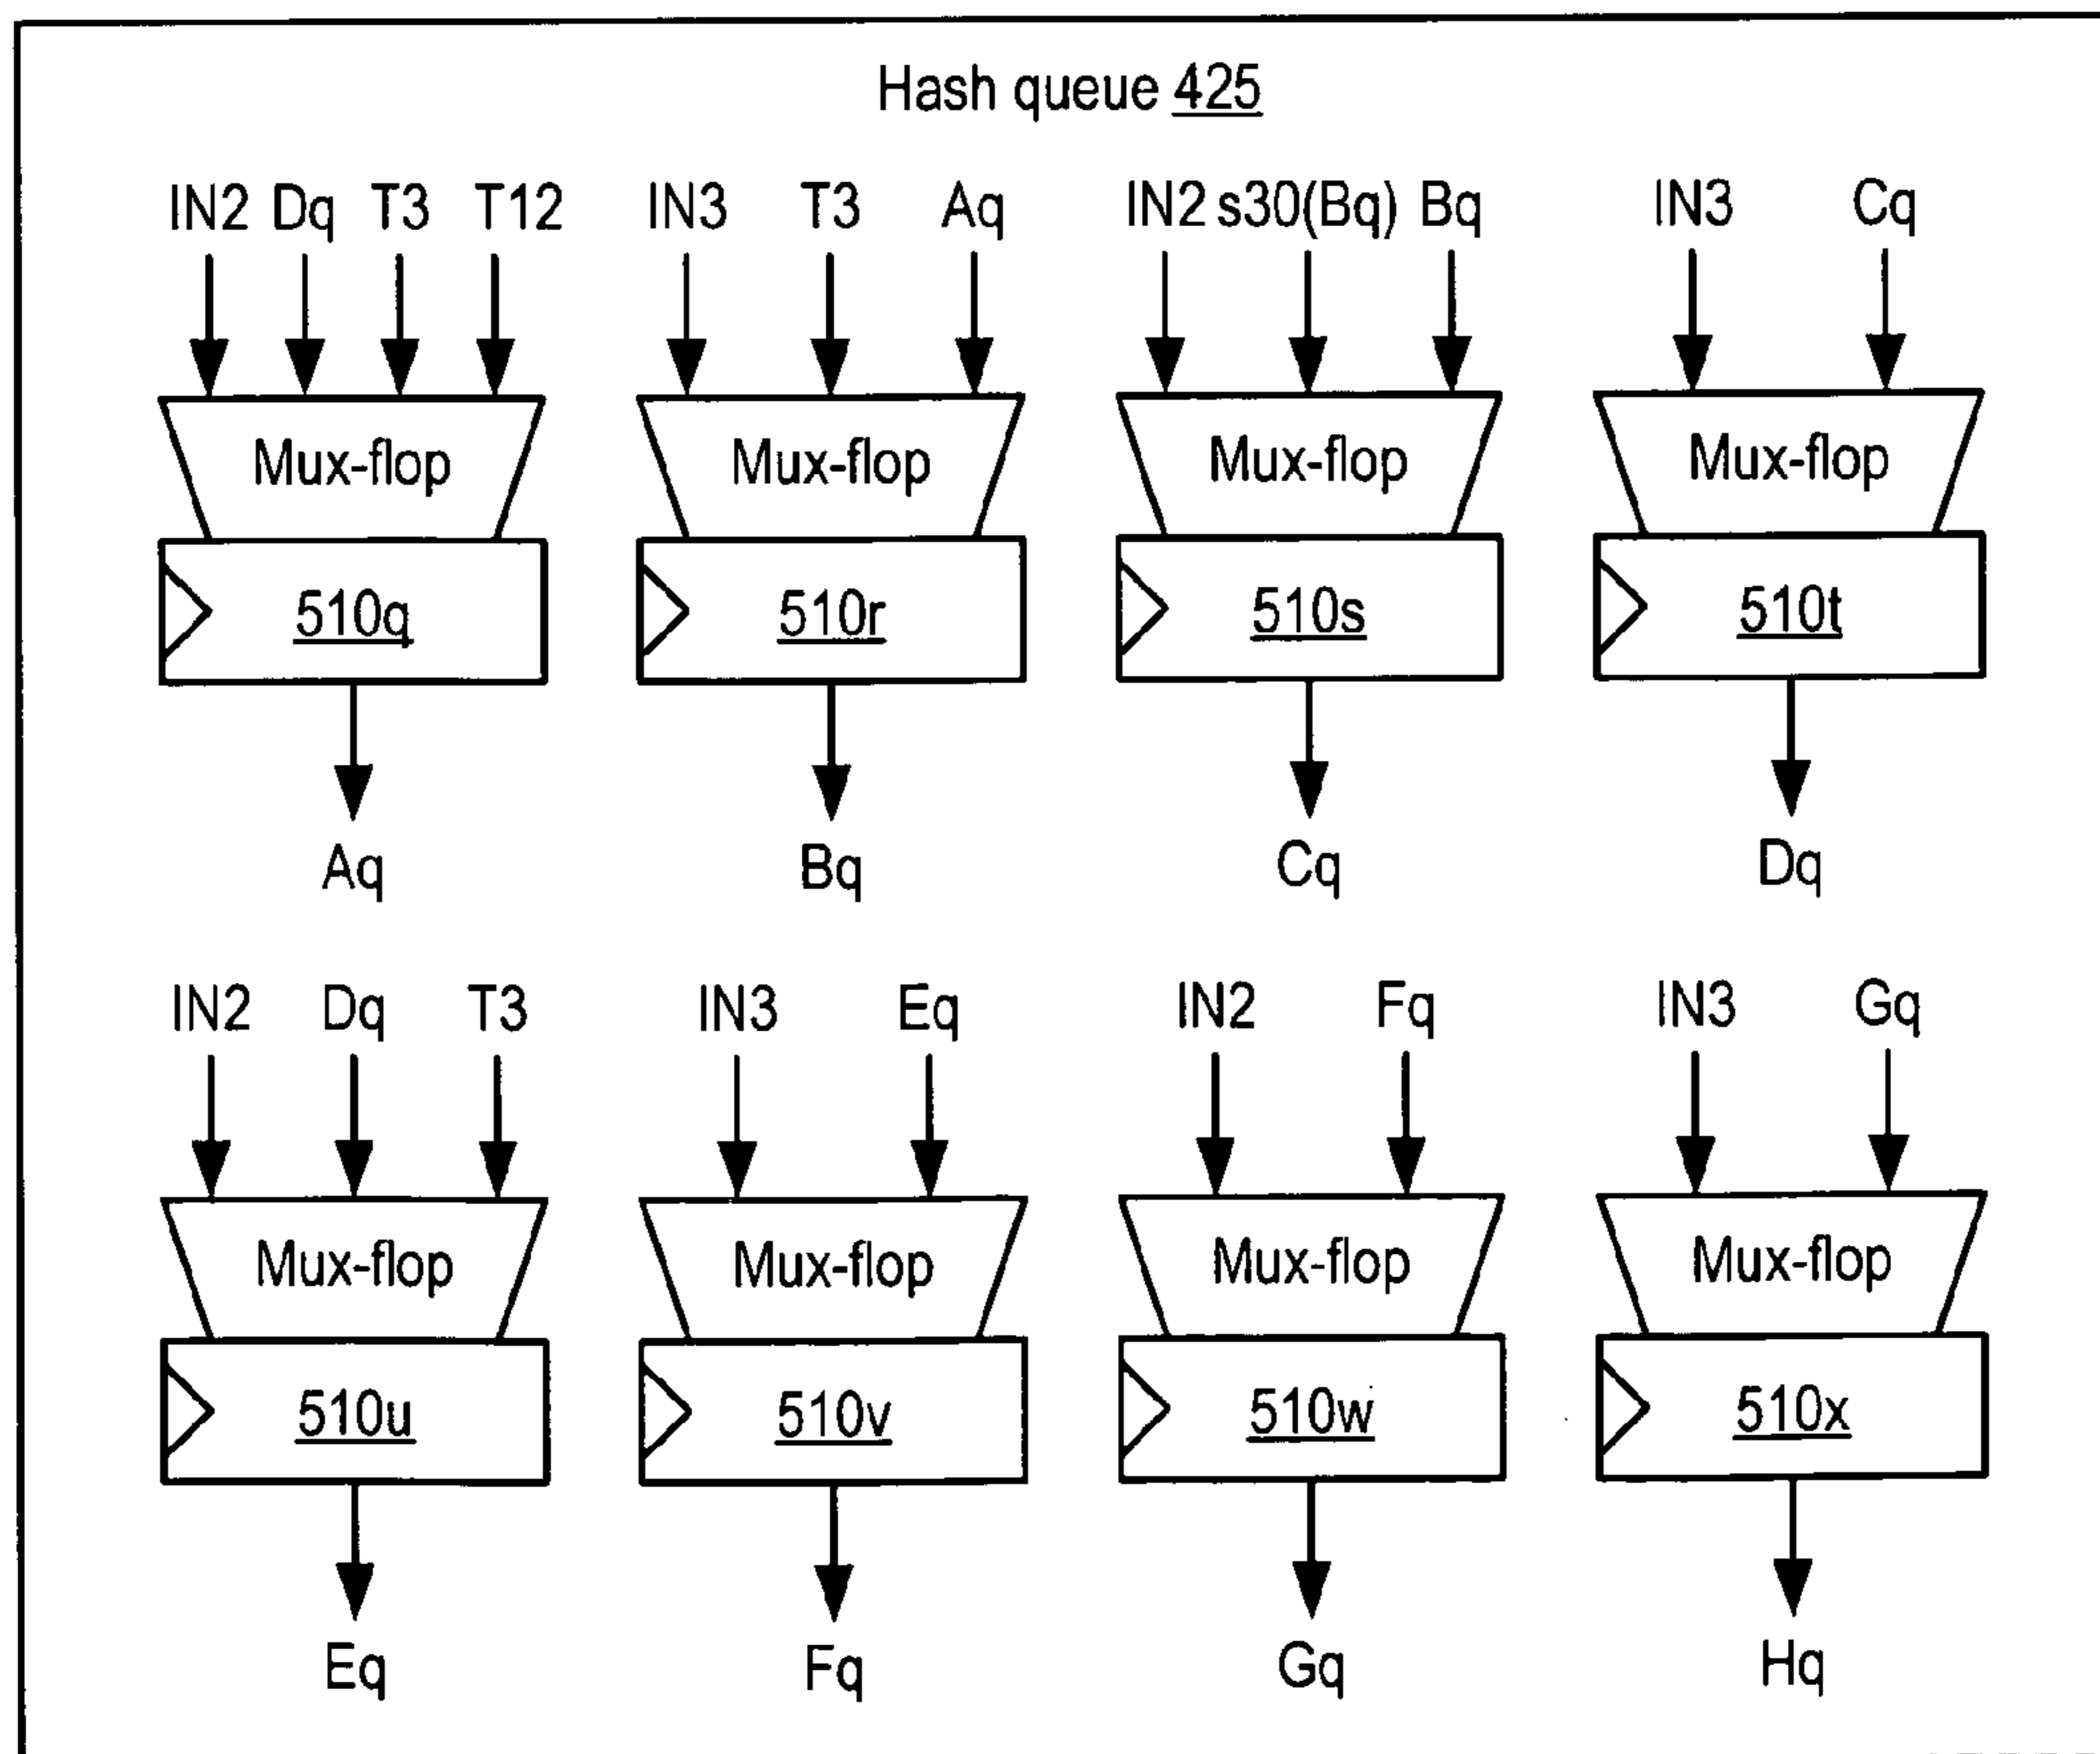 Hash queue 425
IN2 Dq T3 T12 IN3 T3 Aq IN2 s30(Bq) Bq IN3 Cq
Mux-flop Mux-flop Mux-flop Mux-flop
510q 510r 510s 510t
Aq Bq Cq Dq
IN2 Dq T3 IN3 Eq IN2 Fq IN3 Gq
Mux-flop Mux-flop Mux-flop Mux-flop
510u 510v 510w 510x
Eq Fq Gq Hq